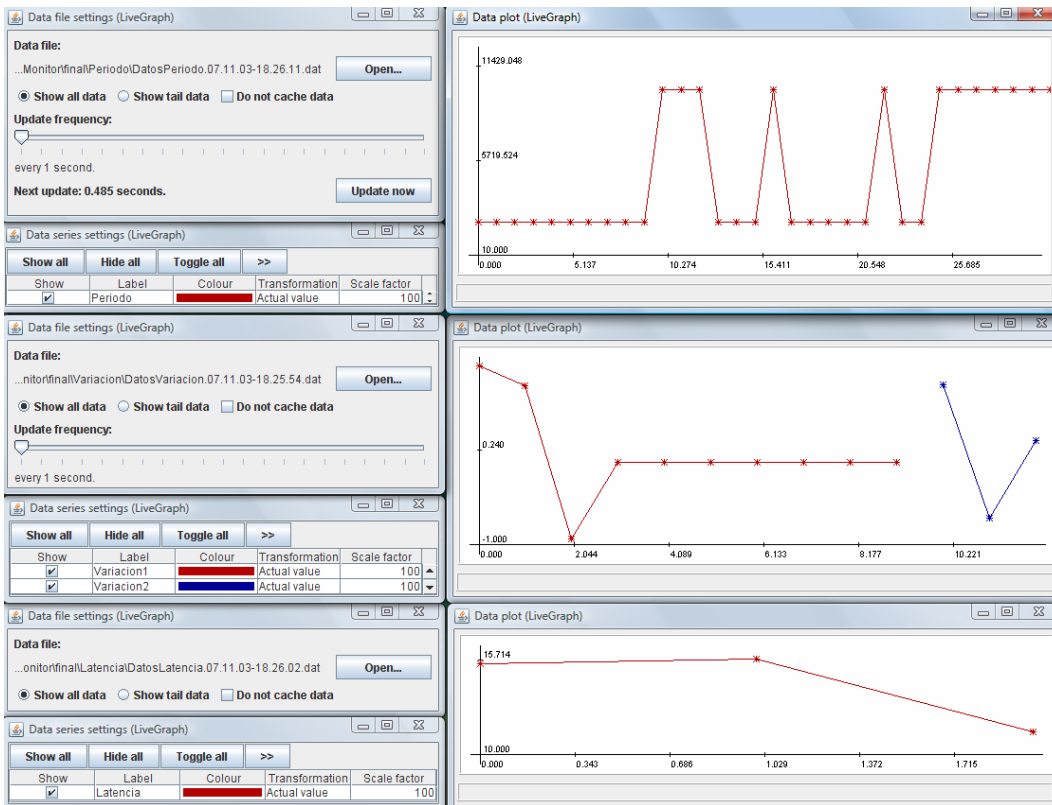 Data file settings (LiveGraph)
Data file:
...Monitor\final\Periodo\DatosPeriodo.07.11.03-18.26.11.dat Open...
Show all data Show tail data Do not cache data
Update frequency:
every 1 second.
Next update: 0.485 seconds. Update now
Data series settings (LiveGraph)
Show all Hide all Toggle all >>
Show Label Colour Transformation Scale factor
Periodo Actual value 100
Data plot (LiveGraph)
11429.048
5719.524
10.000
0.000 5.137 10.274 15.411 20.548 25.685
Data file settings (LiveGraph)
Data file:
...nitor\final\Variacion\DatosVariacion.07.11.03-18.25.54.dat Open...
Show all data Show tail data Do not cache data
Update frequency:
every 1 second.
Data series settings (LiveGraph)
Show all Hide all Toggle all >>
Show Label Colour Transformation Scale factor
Variacion1 Actual value 100
Variacion2 Actual value 100
Data plot (LiveGraph)
0.240
-1.000
0.000 2.044 4.089 6.133 8.177 10.221
Data file settings (LiveGraph)
Data file:
...onitor\final\Latencia\DatosLatencia.07.11.03-18.26.02.dat Open...
Show all data Show tail data Do not cache data
Data series settings (LiveGraph)
Show all Hide all Toggle all >>
Show Label Colour Transformation Scale factor
Latencia Actual value 100
Data plot (LiveGraph)
15.714
10.000
0.000 0.343 0.686 1.029 1.372 1.715